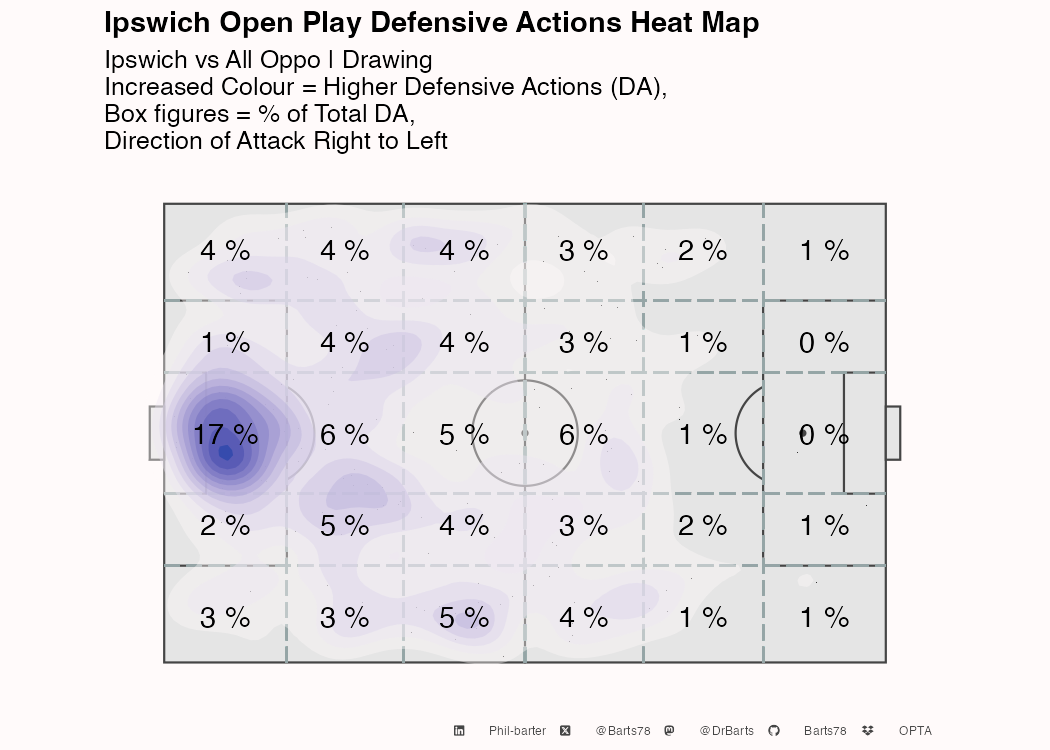 Ipswich Open Play Defensive Actions Heat Map
Ipswich vs All Oppo | Drawing
Increased Colour = Higher Defensive Actions (DA),
Box figures = % of Total DA,
Direction of Attack Right to Left
4 % 4 % 4 % 3 % 2 % 1 %
1 % 4 % 4 % 3 % 1 % 0 %
17 % 6 % 5 % 6 % 1 % 0 %
2 % 5 % 4 % 3 % 2 % 1 %
3 % 3 % 5 % 4 % 1 % 1 %
Phil-barter @Barts78 @DrBarts Barts78 OPTA